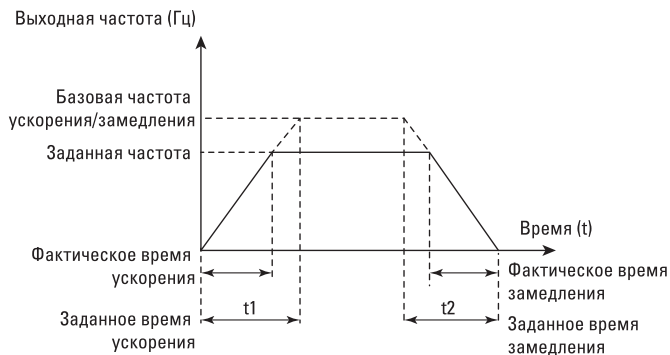 Выходная частота (Гц)
Базовая частота
ускорения/замедления
Заданная частота
Время (t)
Фактическое время
ускорения
Фактическое время
замедления
t1
t2
Заданное время
ускорения
Заданное время
замедления